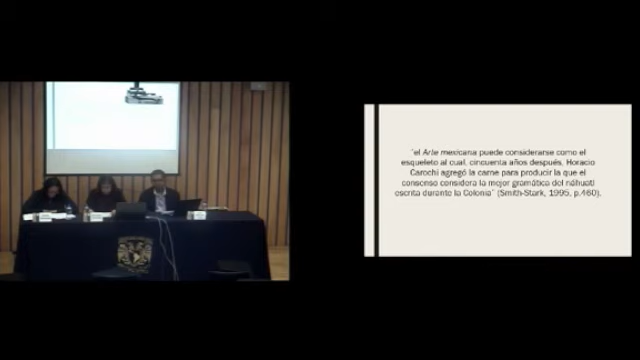 "el Arte mexicana puede considerarse como el
esqueleto al cual, cincuenta años después, Horacio
Carochi agregó la carne para producir la que el
consenso considera la mejor gramática del náhuatl
escrita durante la Colonia" (Smith-Stark, 1995, p.460).